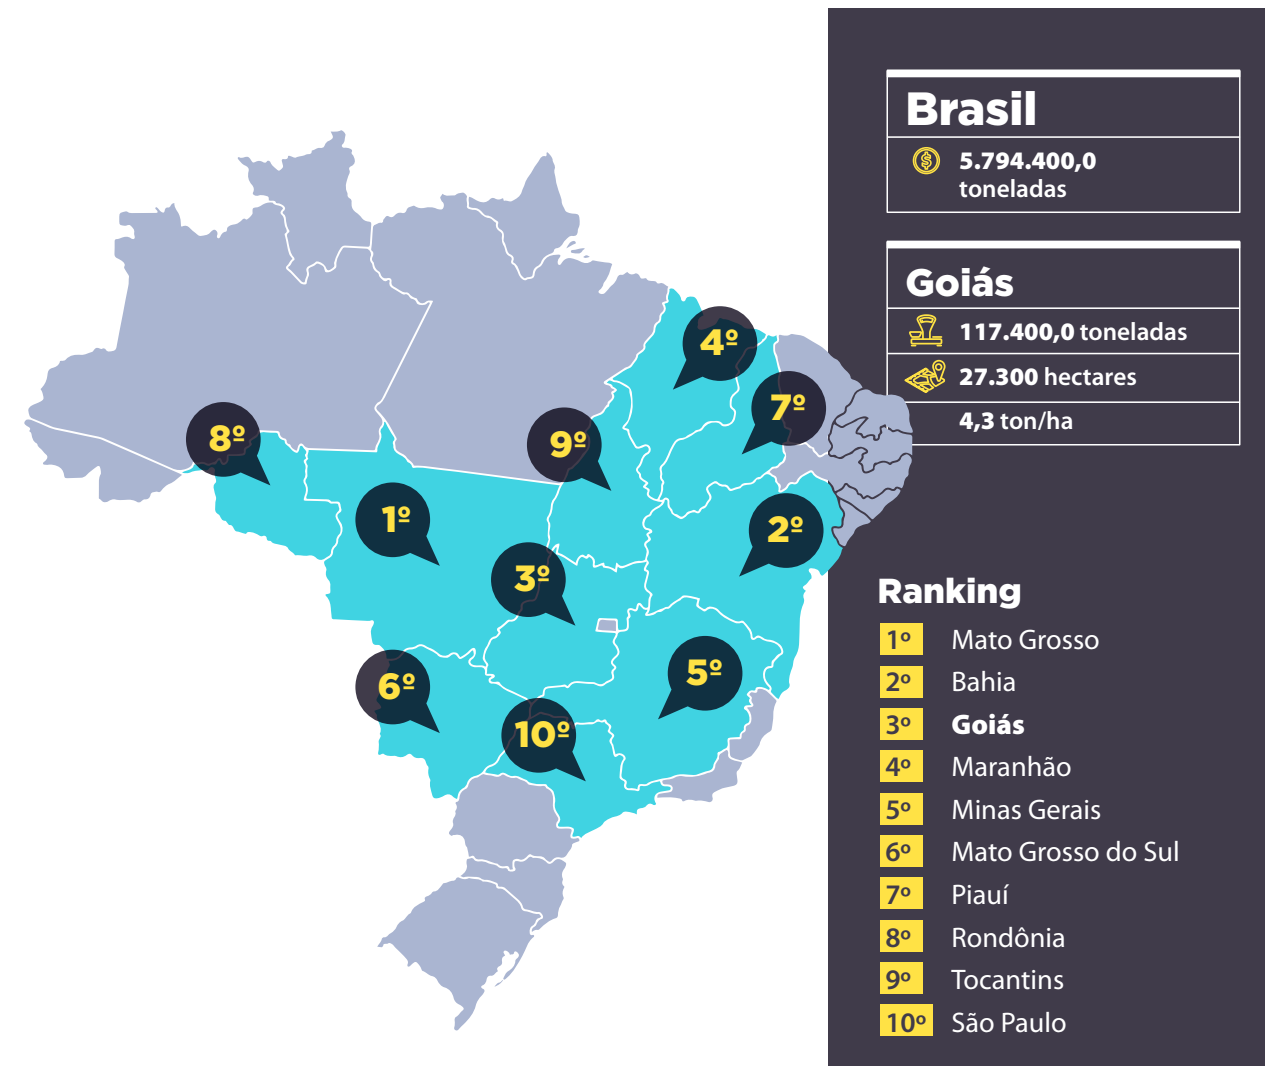 Brasil
5.794.400,0
toneladas
Goiás
117.400,0 toneladas
27.300 hectares
4,3 ton/ha
4º
7º
8º
9º
1º
2º
3º
5º
6º
10º
Ranking
1º Mato Grosso
2º Bahia
3º Goiás
4º Maranhão
5º Minas Gerais
6º Mato Grosso do Sul
7º Piauí
8º Rondônia
9º Tocantins
10º São Paulo